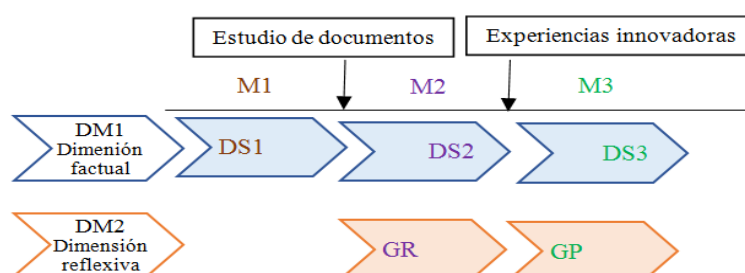 Estudio de documentos
Experiencias innovadoras
M1
M2
M3
DM1
Dimenión
factual
DS1
DS2
DS3
DM2
Dimensión
reflexiva
GR
GP